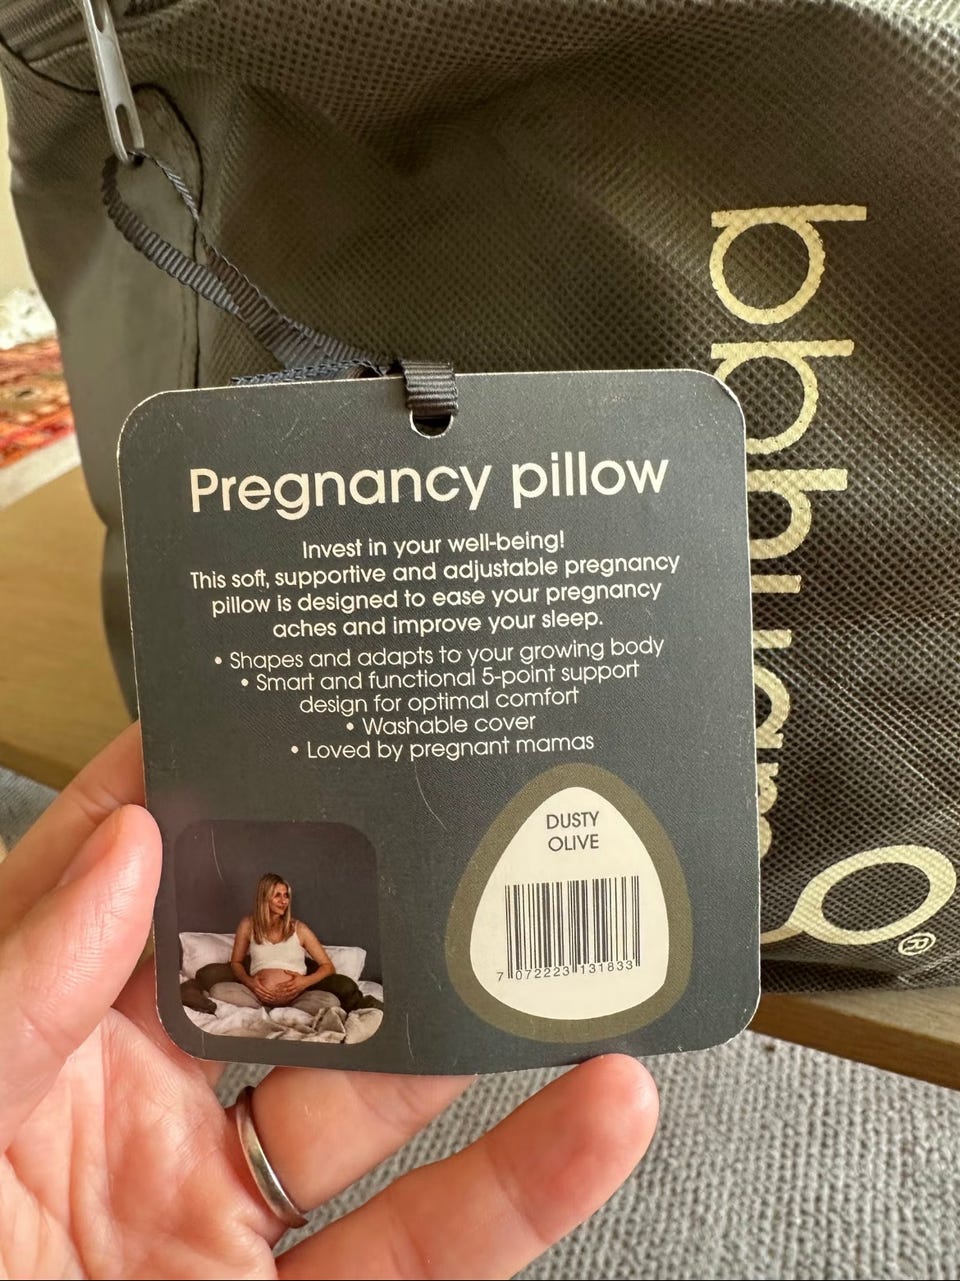 Pregnancy pillow
Invest in your well-being!
This soft, supportive and adjustable pregnancy
pillow is designed to ease your pregnancy
aches and improve your sleep.
• Shapes and adapts to your growing body
• Smart and functional 5-point support
design for optimal comfort
• Washable cover
• Loved by pregnant mamas
DUSTY
OLIVE
7 072223 131833
®